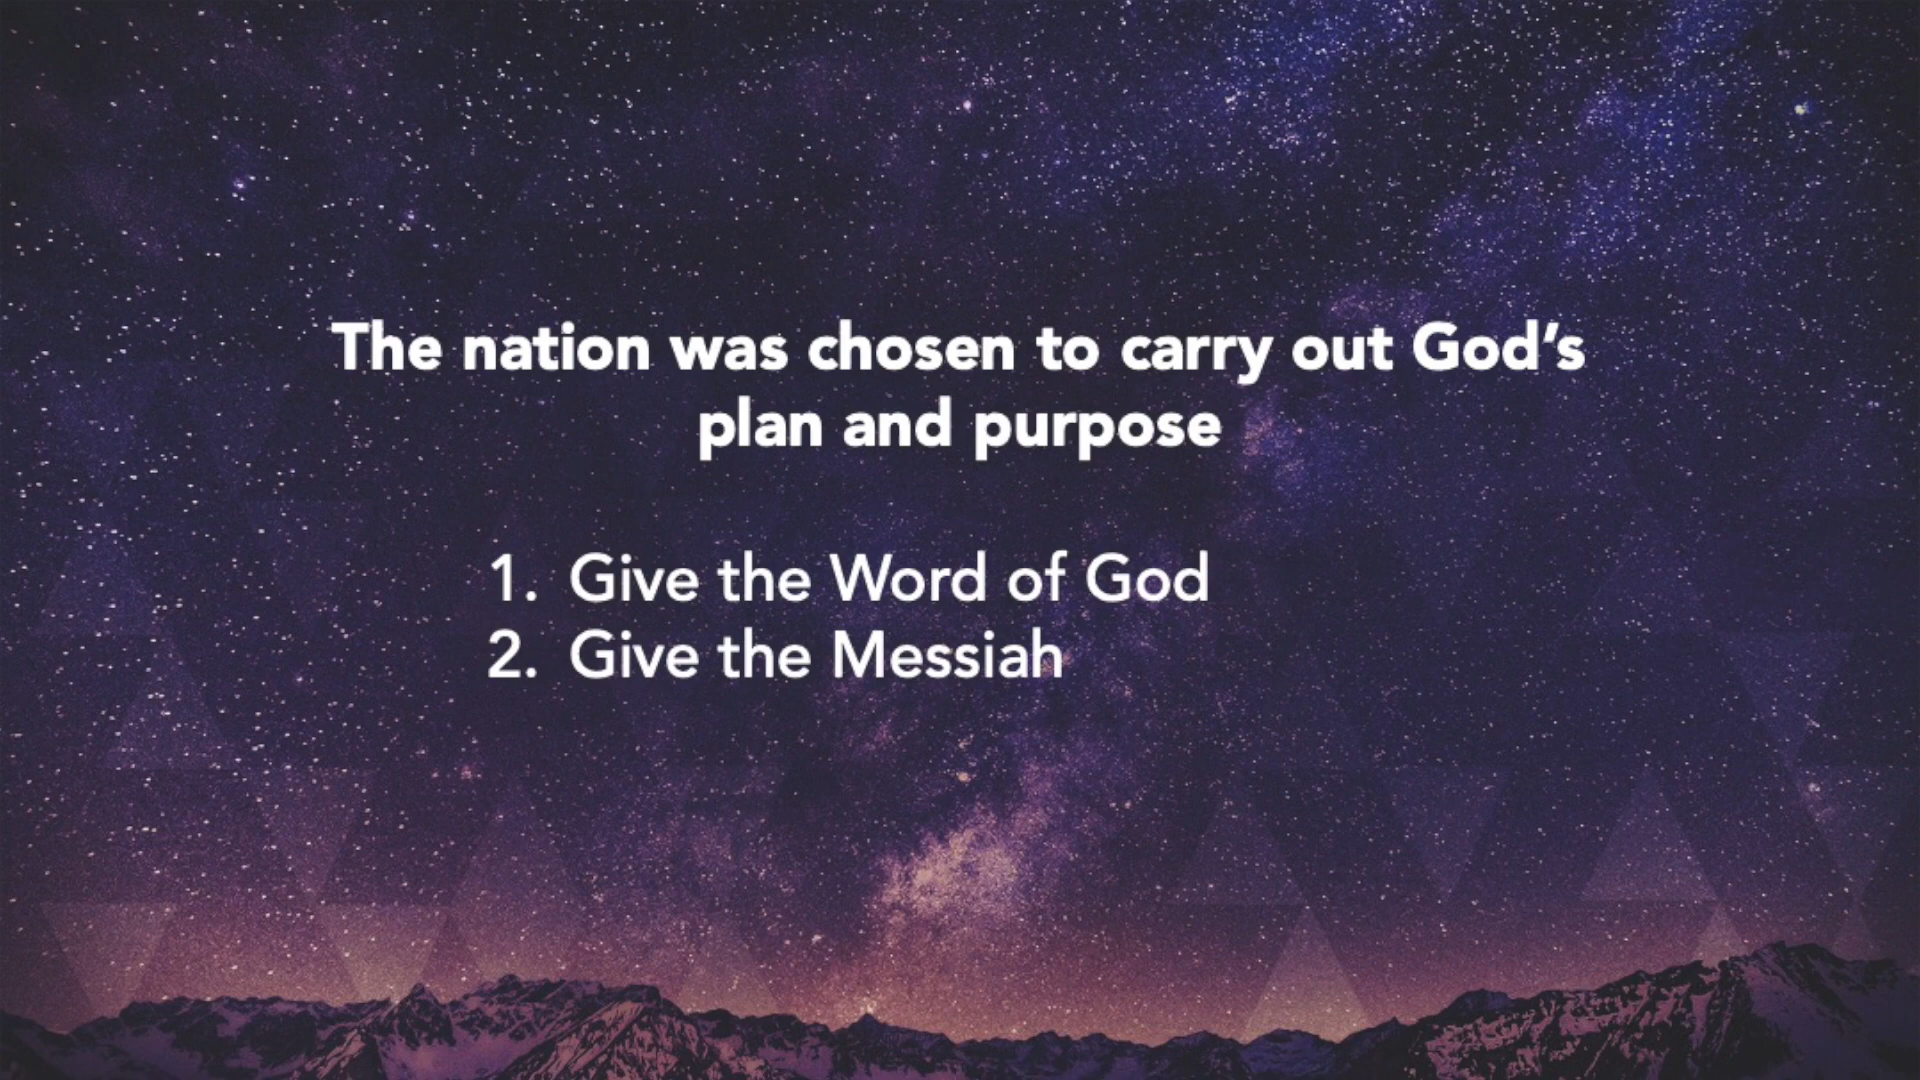 The nation was chosen to carry out God’s
plan and purpose
1. Give the Word of God
2. Give the Messiah